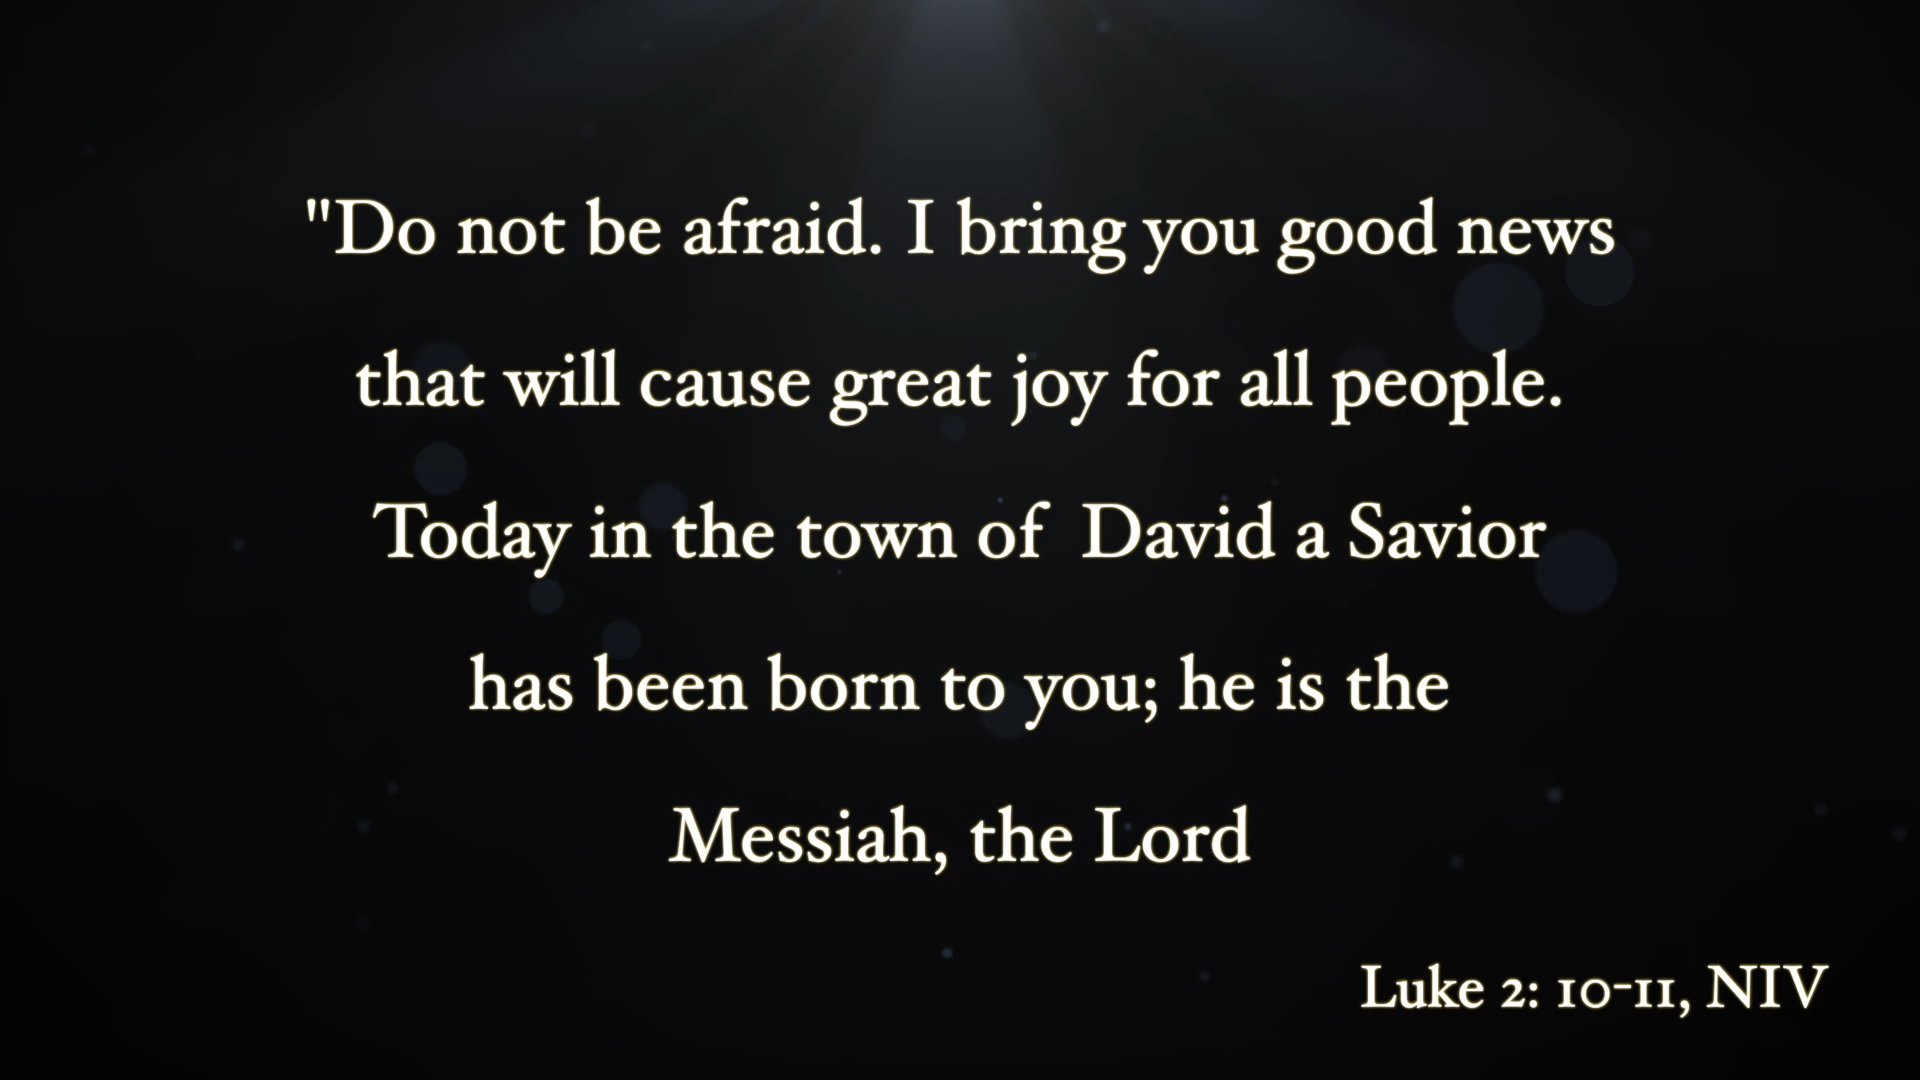 "Do not be afraid. I bring you good news
that will cause great joy for all people.
Today in the town of  David a Savior
has been born to you; he is the
Messiah, the Lord
Luke 2: 10-11, NIV